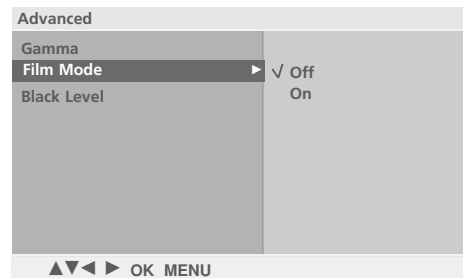 Advanced
Gamma
Film Mode ► √ Off
On
Black Level
▲▼◄ ► OK MENU